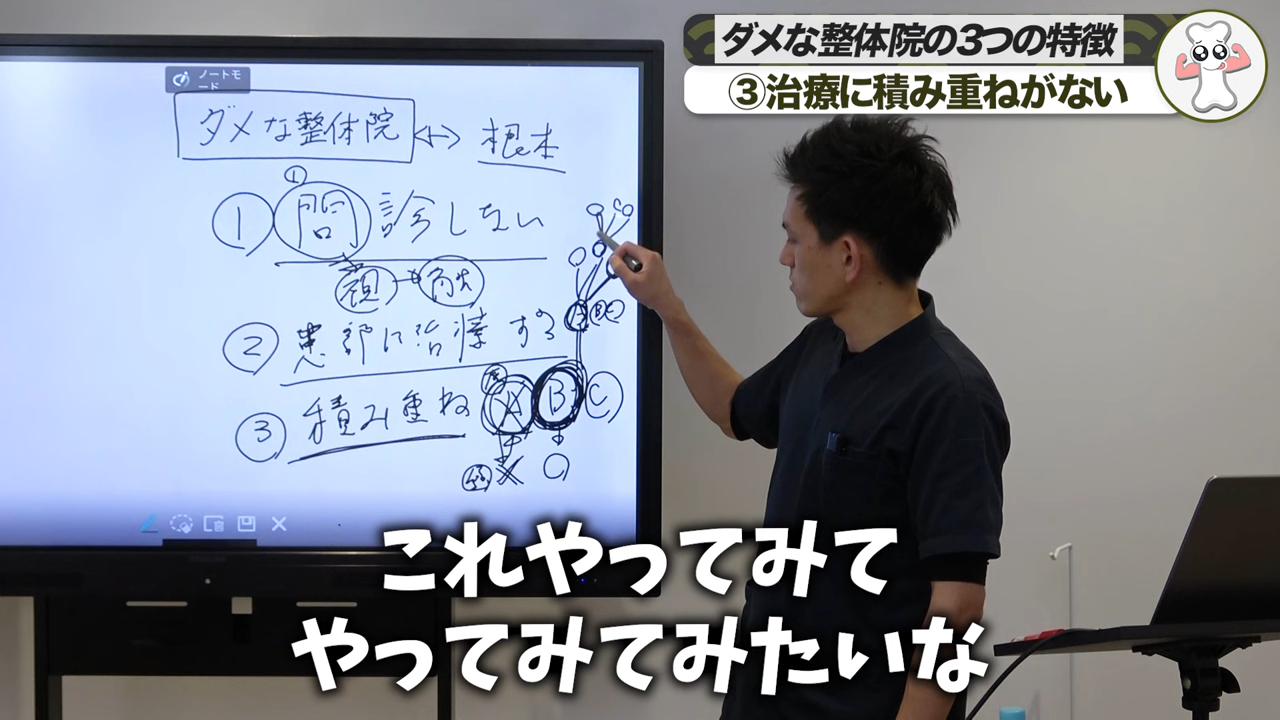 ダメな整体院の3つの特徴
③治療に積み重ねがない
ノートモード
ダメな整体院 ↔ 根本
① 問診しない
①
視 → 触
② 患部に治療する
③ 積み重ね A B C
B
× ○
これやってみて
やってみてみたいな